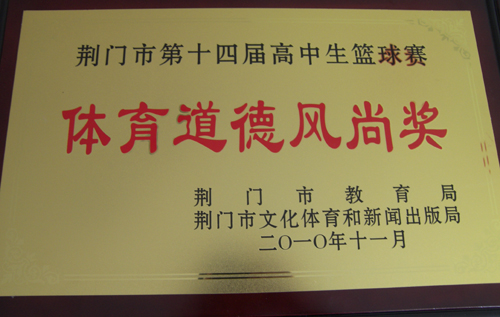 荆门市第十四届高中生篮球赛
体育道德风尚奖
荆门市教育局
荆门市文化体育和新闻出版局
二〇一〇年十一月